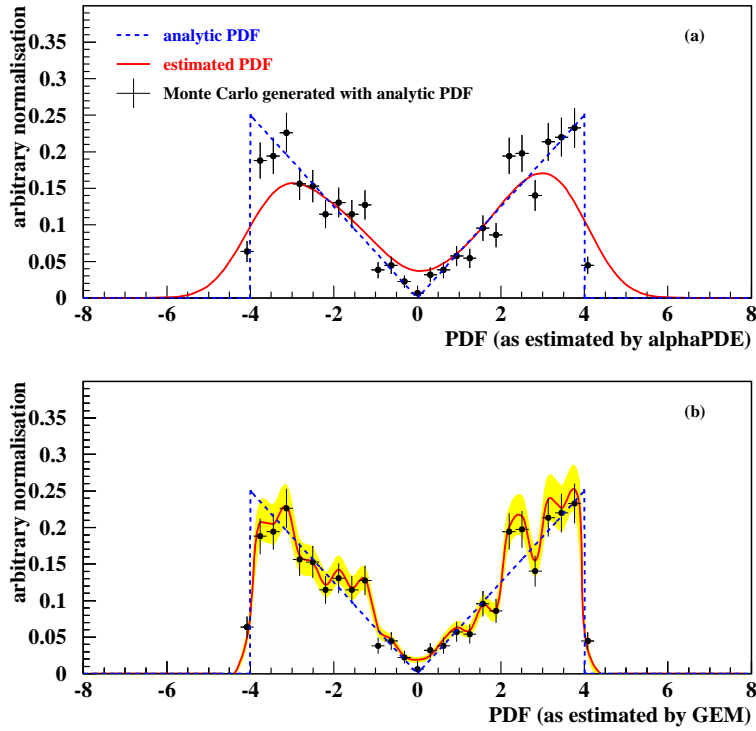 arbitrary normalisation
0.35
0.3
0.25
0.2
0.15
0.1
0.05
0
analytic PDF
estimated PDF
Monte Carlo generated with analytic PDF
(a)
-8 -6 -4 -2 0 2 4 6 8
PDF (as estimated by alphaPDE)
arbitrary normalisation
0.35
0.3
0.25
0.2
0.15
0.1
0.05
0
(b)
-8 -6 -4 -2 0 2 4 6 8
PDF (as estimated by GEM)